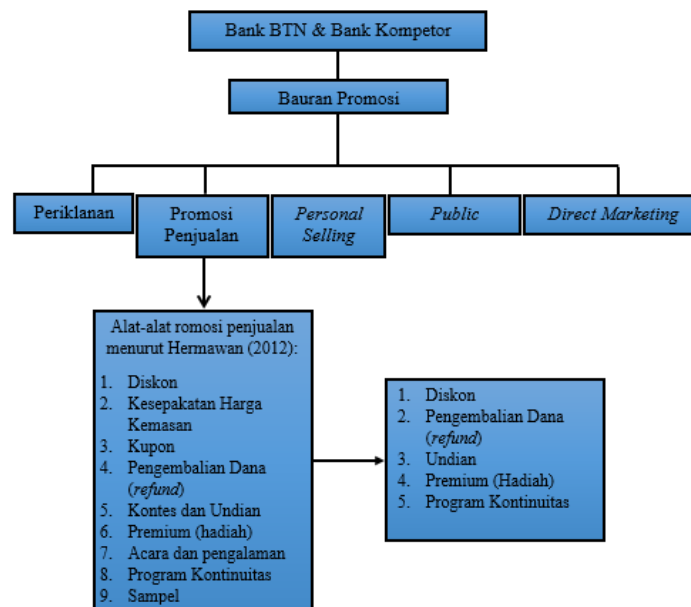 Bank BTN & Bank Kompetor
Bauran Promosi
Periklanan
Promosi
Penjualan
Personal
Selling
Public
Direct Marketing
Alat-alat romosi penjualan
menurut Hermawan (2012):
1. Diskon
2. Kesepakatan Harga
Kemasan
3. Kupon
4. Pengembalian Dana
(refund)
5. Kontes dan Undian
6. Premium (hadiah)
7. Acara dan pengalaman
8. Program Kontinuitas
9. Sampel
1. Diskon
2. Pengembalian Dana
(refund)
3. Undian
4. Premium (Hadiah)
5. Program Kontinuitas